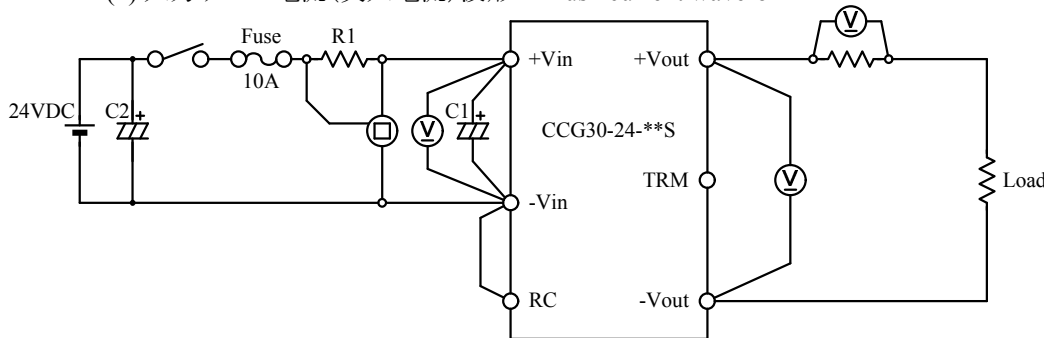 Fuse
R1
10A
24VDC
C2
+
V
C1
+
+Vin
-Vin
RC
CCG30-24-**S
+Vout
TRM
-Vout
V
V
Load